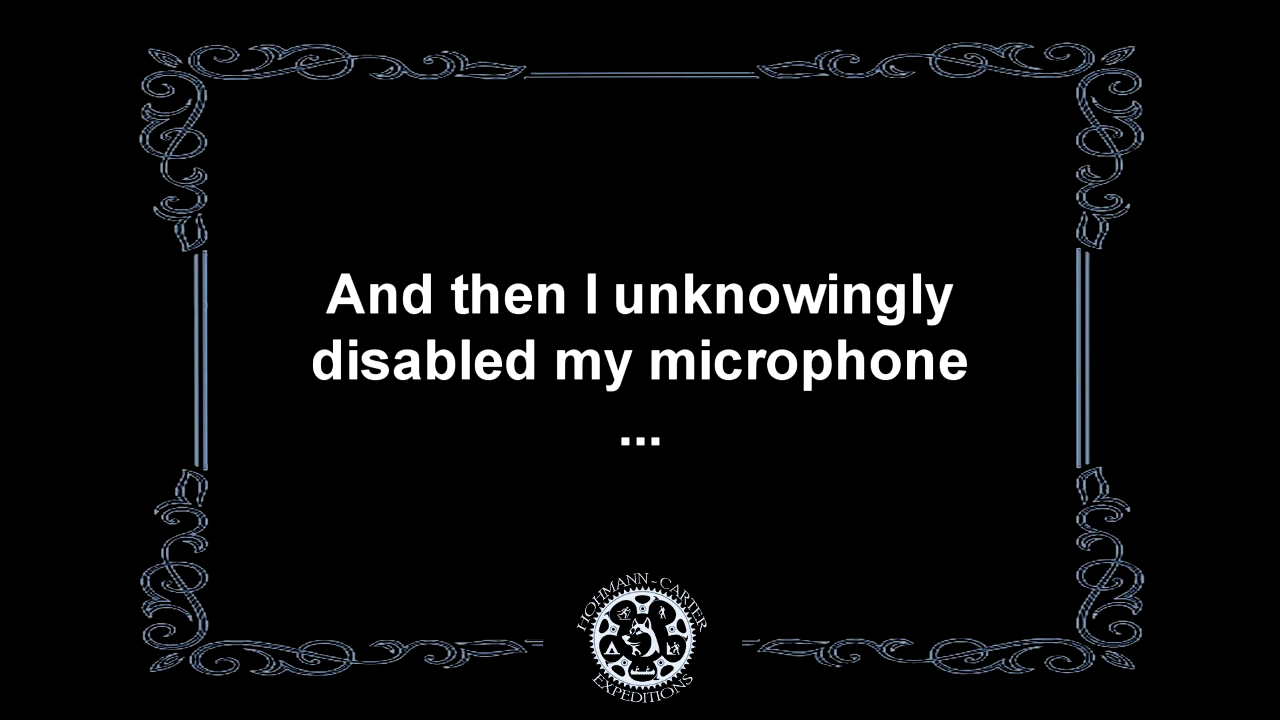 And then I unknowingly
disabled my microphone
...
HOHMANN-CARTER
EXPEDITIONS